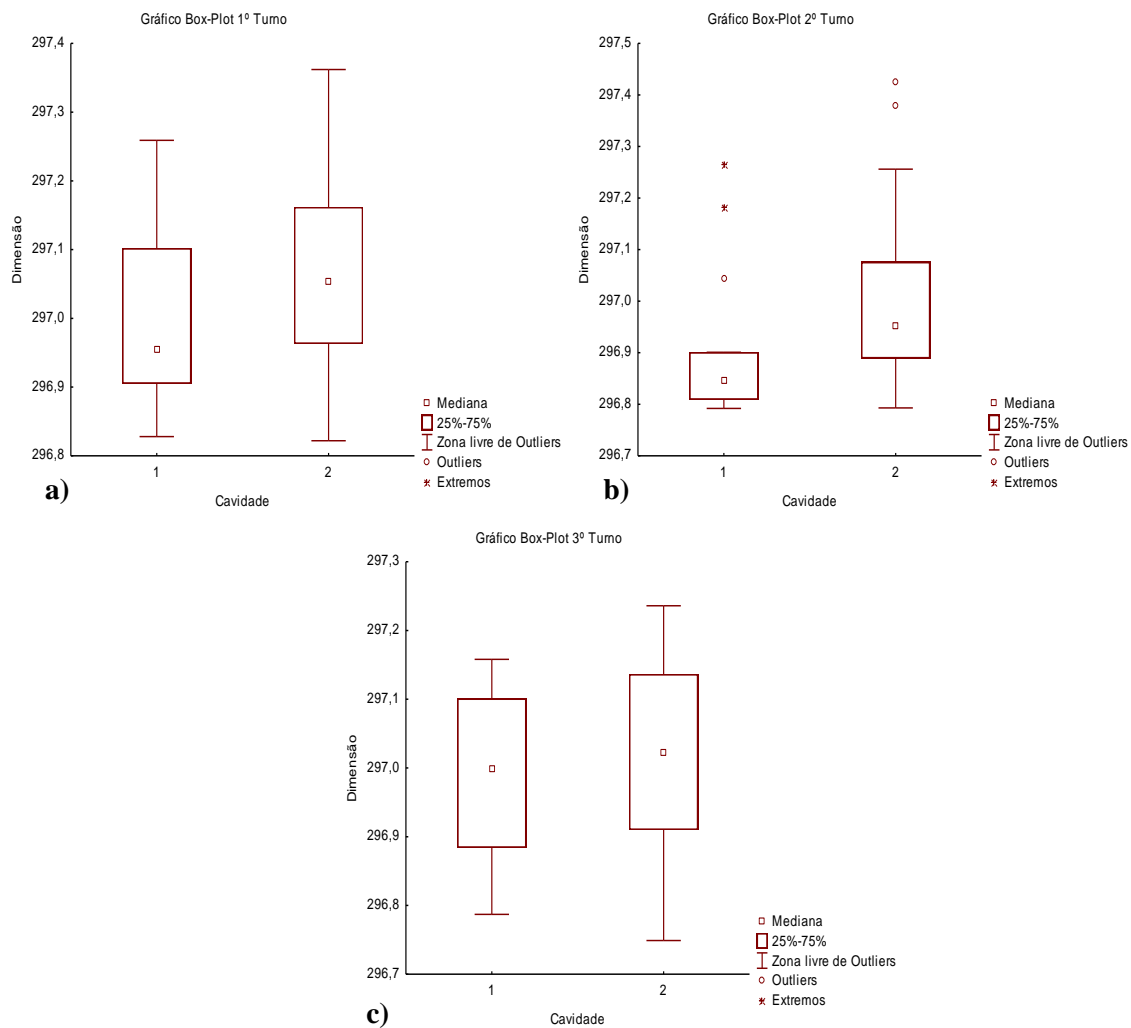 Gráfico Box-Plot 1º Turno
297,4
297,3
297,2
297,1
297,0
296,9
296,8
Dimensão
1
2
Cavidade
Mediana
25%-75%
Zona livre de Outliers
Outliers
Extremos
a)
Gráfico Box-Plot 2º Turno
297,5
297,4
297,3
297,2
297,1
297,0
296,9
296,8
296,7
Dimensão
1
2
Cavidade
Mediana
25%-75%
Zona livre de Outliers
Outliers
Extremos
b)
Gráfico Box-Plot 3º Turno
297,3
297,2
297,1
297,0
296,9
296,8
296,7
Dimensão
1
2
Cavidade
Mediana
25%-75%
Zona livre de Outliers
Outliers
Extremos
c)